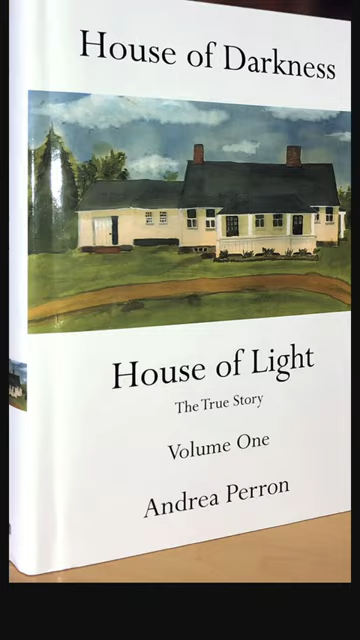 House of Darkness
House of Light
The True Story
Volume One
Andrea Perron